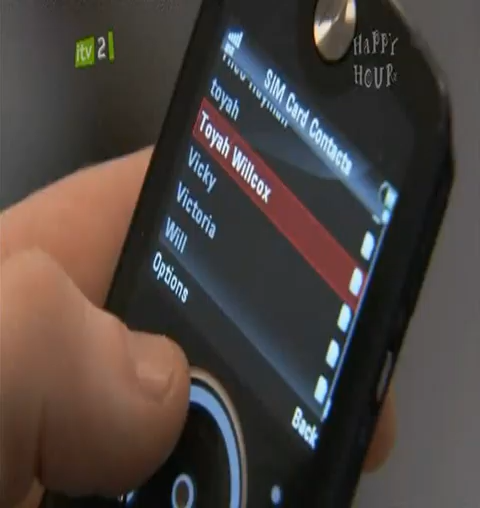 itv2
HAPPY
HOUR
SIM Card Contacts
toyah
Toyah Willcox
Vicky
Victoria
Will
Options
Back